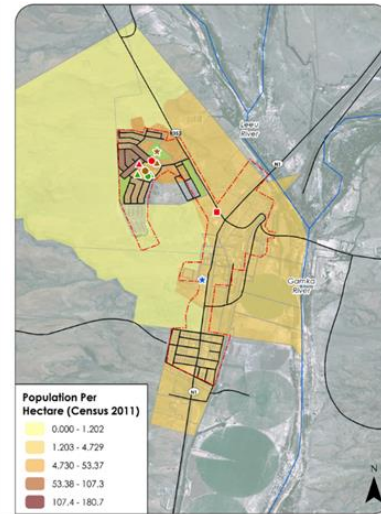 Leeu
River
N1
Gamka
River
N1
Population Per
Hectare (Census 2011)
0.000 - 1.202
1.203 - 4.729
4.730 - 53.37
53.38 - 107.3
107.4 - 180.7
N